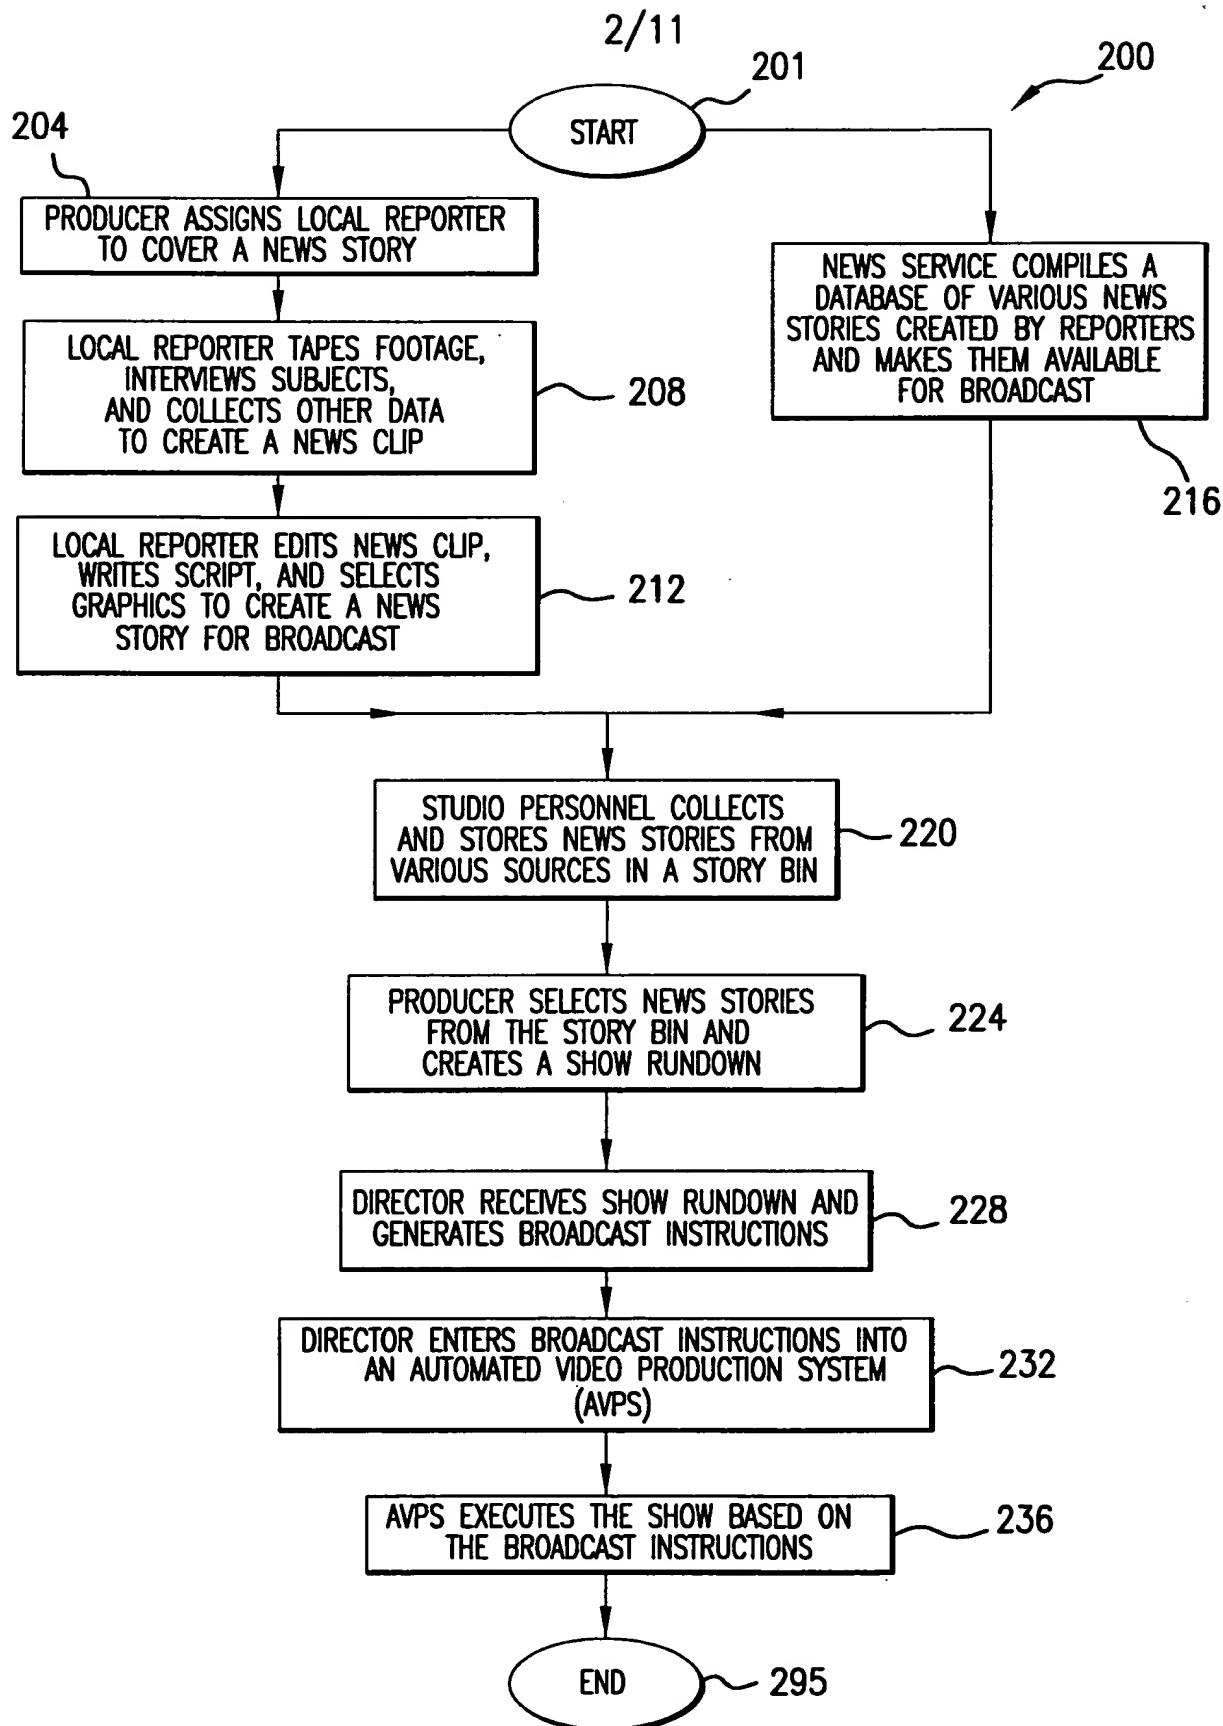 2/11
201
200
START
204
PRODUCER ASSIGNS LOCAL REPORTER
TO COVER A NEWS STORY
LOCAL REPORTER TAPES FOOTAGE,
INTERVIEWS SUBJECTS,
AND COLLECTS OTHER DATA
TO CREATE A NEWS CLIP
208
LOCAL REPORTER EDITS NEWS CLIP,
WRITES SCRIPT, AND SELECTS
GRAPHICS TO CREATE A NEWS
STORY FOR BROADCAST
212
NEWS SERVICE COMPILES A
DATABASE OF VARIOUS NEWS
STORIES CREATED BY REPORTERS
AND MAKES THEM AVAILABLE
FOR BROADCAST
216
STUDIO PERSONNEL COLLECTS
AND STORES NEWS STORIES FROM
VARIOUS SOURCES IN A STORY BIN
220
PRODUCER SELECTS NEWS STORIES
FROM THE STORY BIN AND
CREATES A SHOW RUNDOWN
224
DIRECTOR RECEIVES SHOW RUNDOWN AND
GENERATES BROADCAST INSTRUCTIONS
228
DIRECTOR ENTERS BROADCAST INSTRUCTIONS INTO
AN AUTOMATED VIDEO PRODUCTION SYSTEM
(AVPS)
232
AVPS EXECUTES THE SHOW BASED ON
THE BROADCAST INSTRUCTIONS
236
END
295